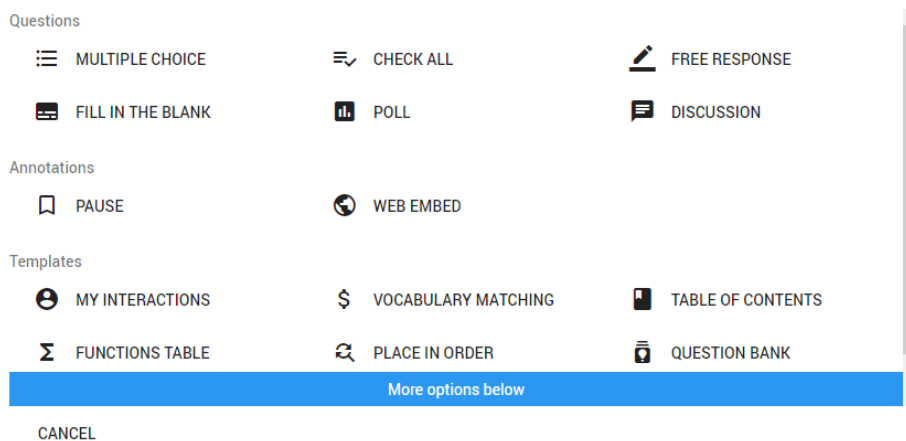 Questions
MULTIPLE CHOICE CHECK ALL FREE RESPONSE
FILL IN THE BLANK POLL DISCUSSION
Annotations
PAUSE WEB EMBED
Templates
MY INTERACTIONS VOCABULARY MATCHING TABLE OF CONTENTS
FUNCTIONS TABLE PLACE IN ORDER QUESTION BANK
More options below
CANCEL